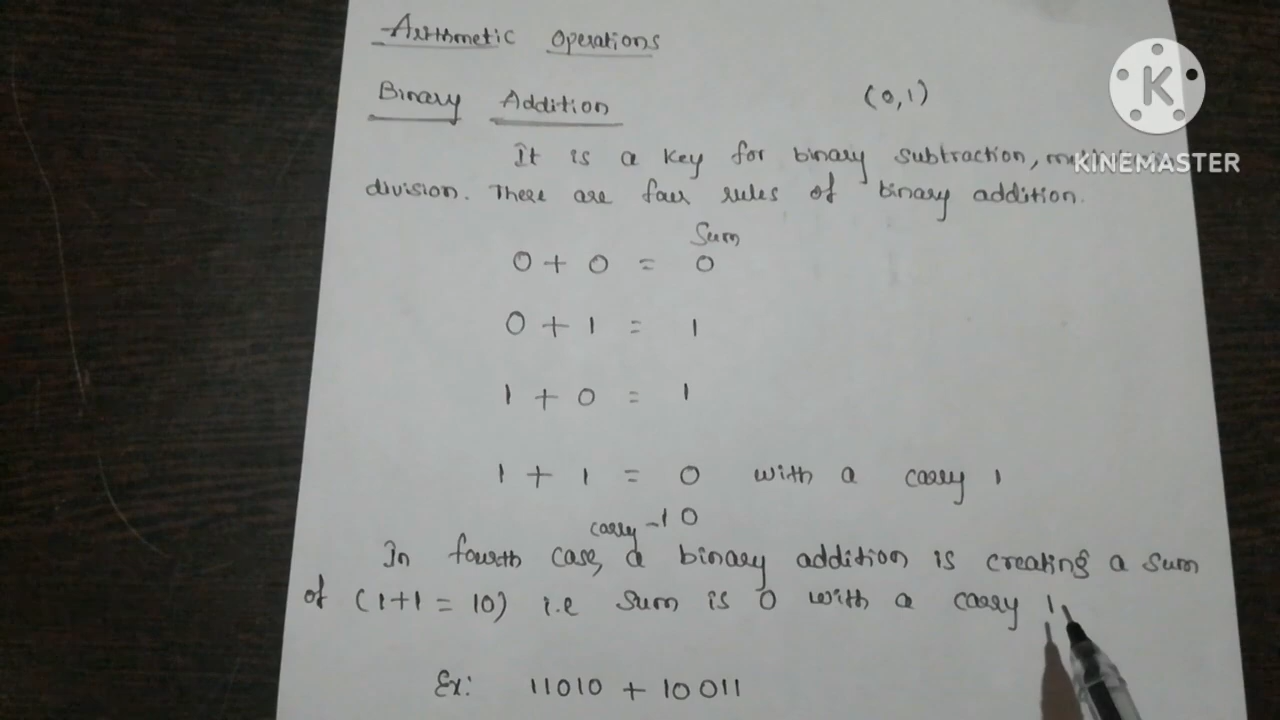 Arithmetic Operations
Binary Addition (0,1)
K
KINEMASTER
It is a key for binary subtraction,
division. There are four rules of binary addition.
Sum
0 + 0 = 0
0 + 1 = 1
1 + 0 = 1
1 + 1 = 0 with a carry 1
carry -1 0
In fourth case, a binary addition is creating a sum
of (1+1 = 10) i.e sum is 0 with a carry 1.
Ex: 11010 + 10011